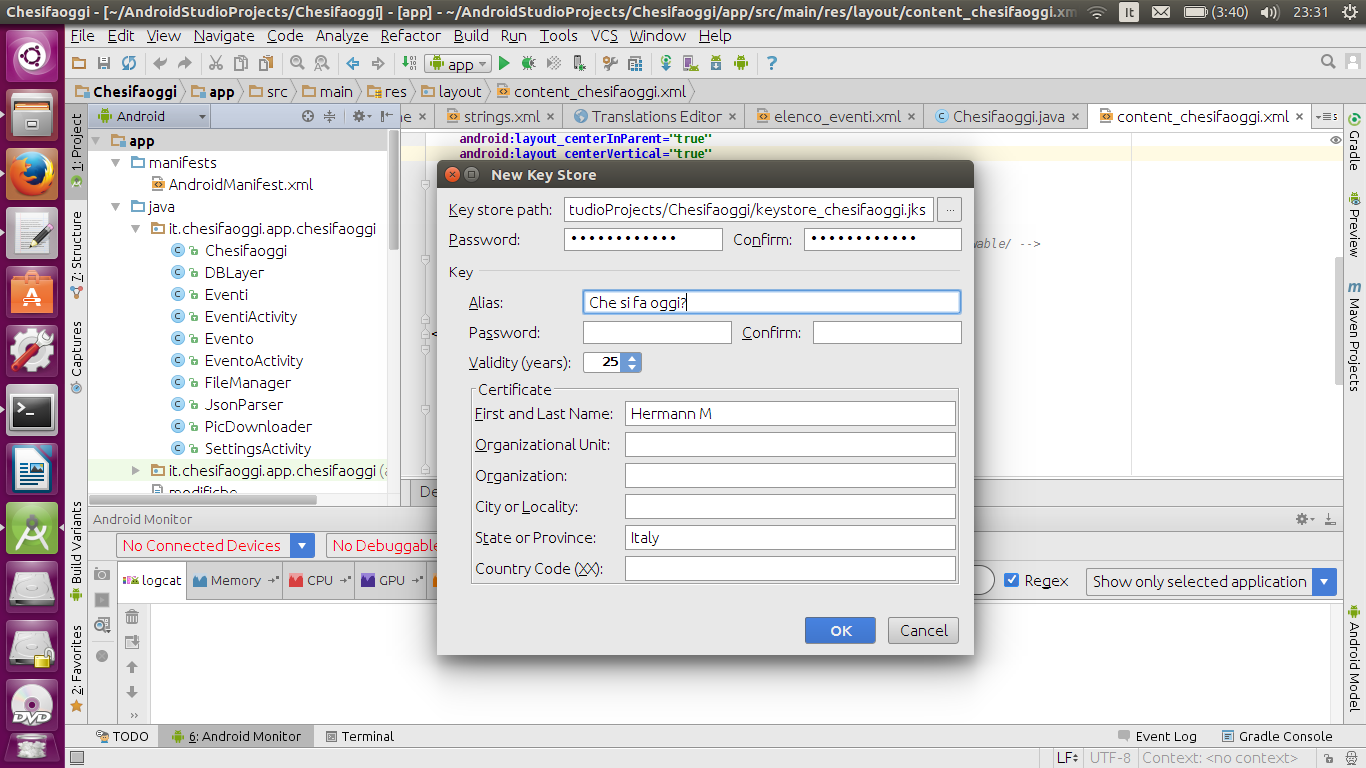 Chesifaoggi - [~/AndroidStudioProjects/Chesifaoggi] - [app] - ~/AndroidStudioProjects/Chesifaoggi/app/src/main/res/layout/content_chesifaoggi.xm
It
(3:40)
23:31
File Edit View Navigate Code Analyze Refactor Build Run Tools VCS Window Help
app
Chesifaoggi app src main res layout content_chesifaoggi.xml
Android
strings.xml
Translations Editor
elenco_eventi.xml
Chesifaoggi.java
content_chesifaoggi.xml
1: Project
7: Structure
Captures
Build Variants
2: Favorites
app
manifests
AndroidManifest.xml
java
it.chesifaoggi.app.chesifaoggi
Chesifaoggi
DBLayer
Eventi
EventiActivity
Evento
EventoActivity
FileManager
JsonParser
PicDownloader
SettingsActivity
it.chesifaoggi.app.chesifaoggi (a
modifiche
android:layout_centerInParent="true"
android:layout_centerVertical="true"
wable/ -->
<
De
New Key Store
Key store path: tudioProjects/Chesifaoggi/keystore_chesifaoggi.jks ...
Password: •••••••••••• Confirm: ••••••••••••
Key
Alias: Che si fa oggi?
Password: Confirm:
Validity (years): 25
Certificate
First and Last Name: Hermann M
Organizational Unit:
Organization:
City or Locality:
State or Province: Italy
Country Code (XX):
OK Cancel
Gradle
Preview
m Maven Projects
Android Model
Android Monitor
No Connected Devices
No Debuggable
logcat
Memory
CPU
GPU
Regex
Show only selected application
TODO
6: Android Monitor
Terminal
Event Log
Gradle Console
LF
UTF-8
Context: <no context>
DVD